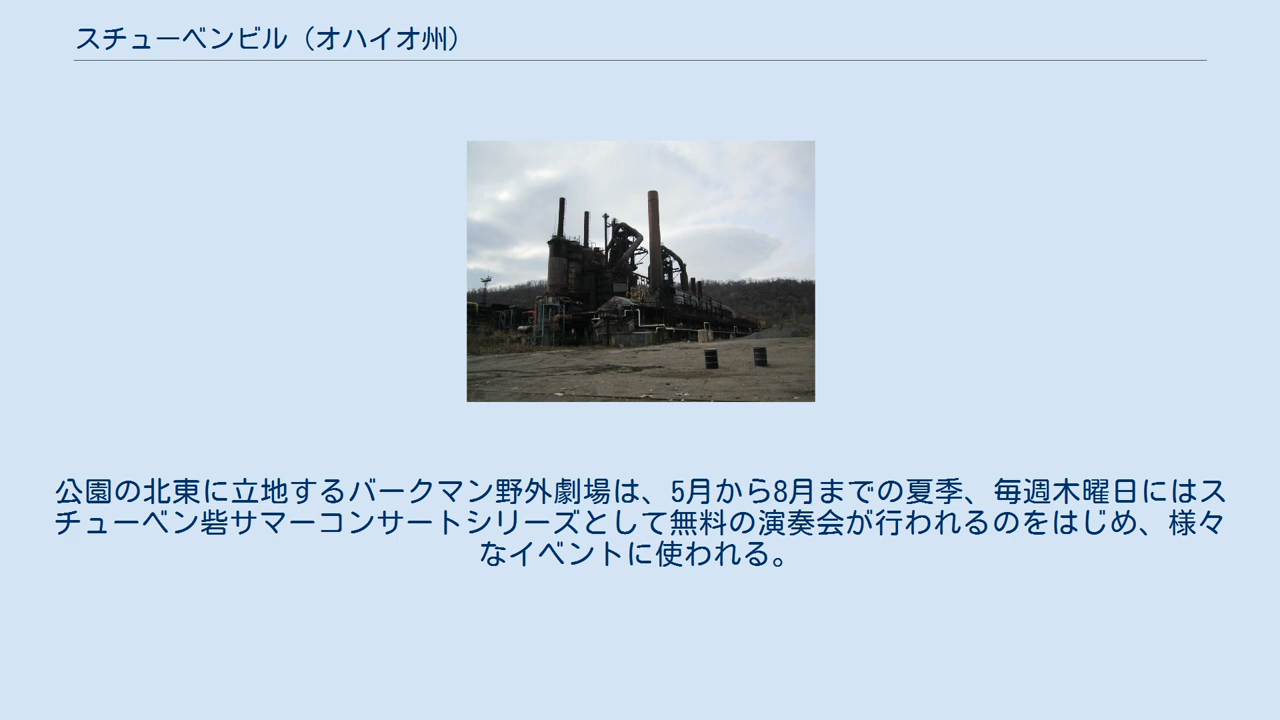 スチューベンビル（オハイオ州）
公園の北東に立地するバークマン野外劇場は、5月から8月までの夏季、毎週木曜日にはス
チューベン砦サマーコンサートシリーズとして無料の演奏会が行われるのをはじめ、様々
なイベントに使われる。